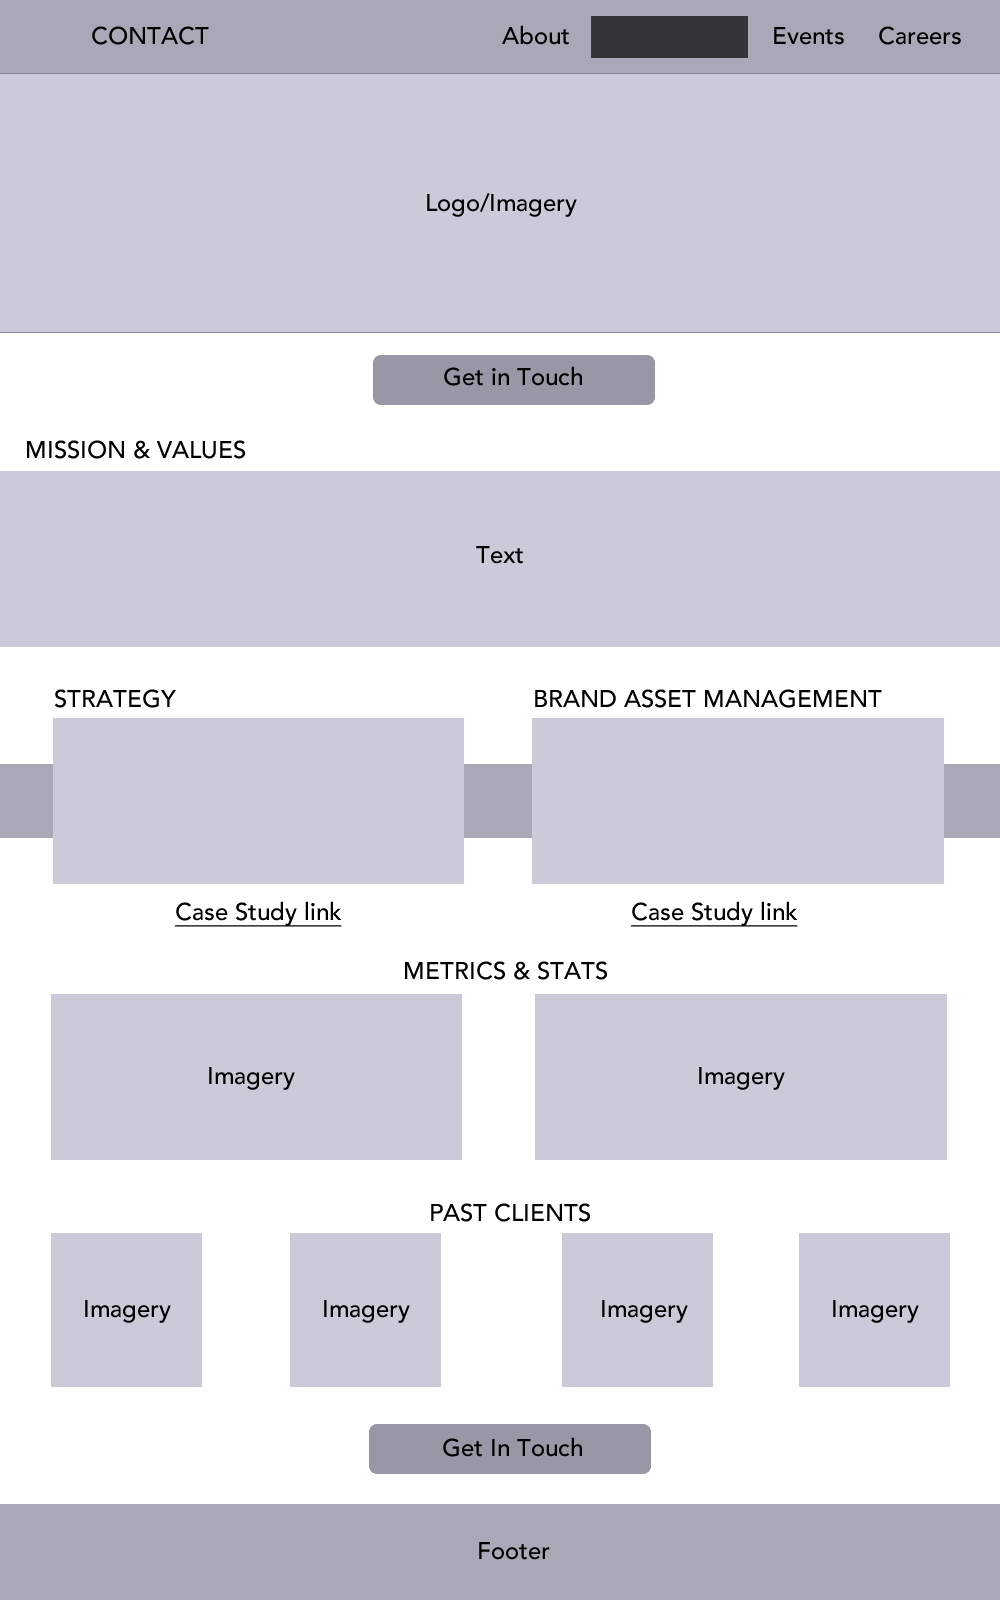 CONTACT
About
Events
Careers
Logo/Imagery
Get in Touch
MISSION & VALUES
Text
STRATEGY
BRAND ASSET MANAGEMENT
Case Study link
Case Study link
METRICS & STATS
Imagery
Imagery
PAST CLIENTS
Imagery
Imagery
Imagery
Imagery
Get In Touch
Footer